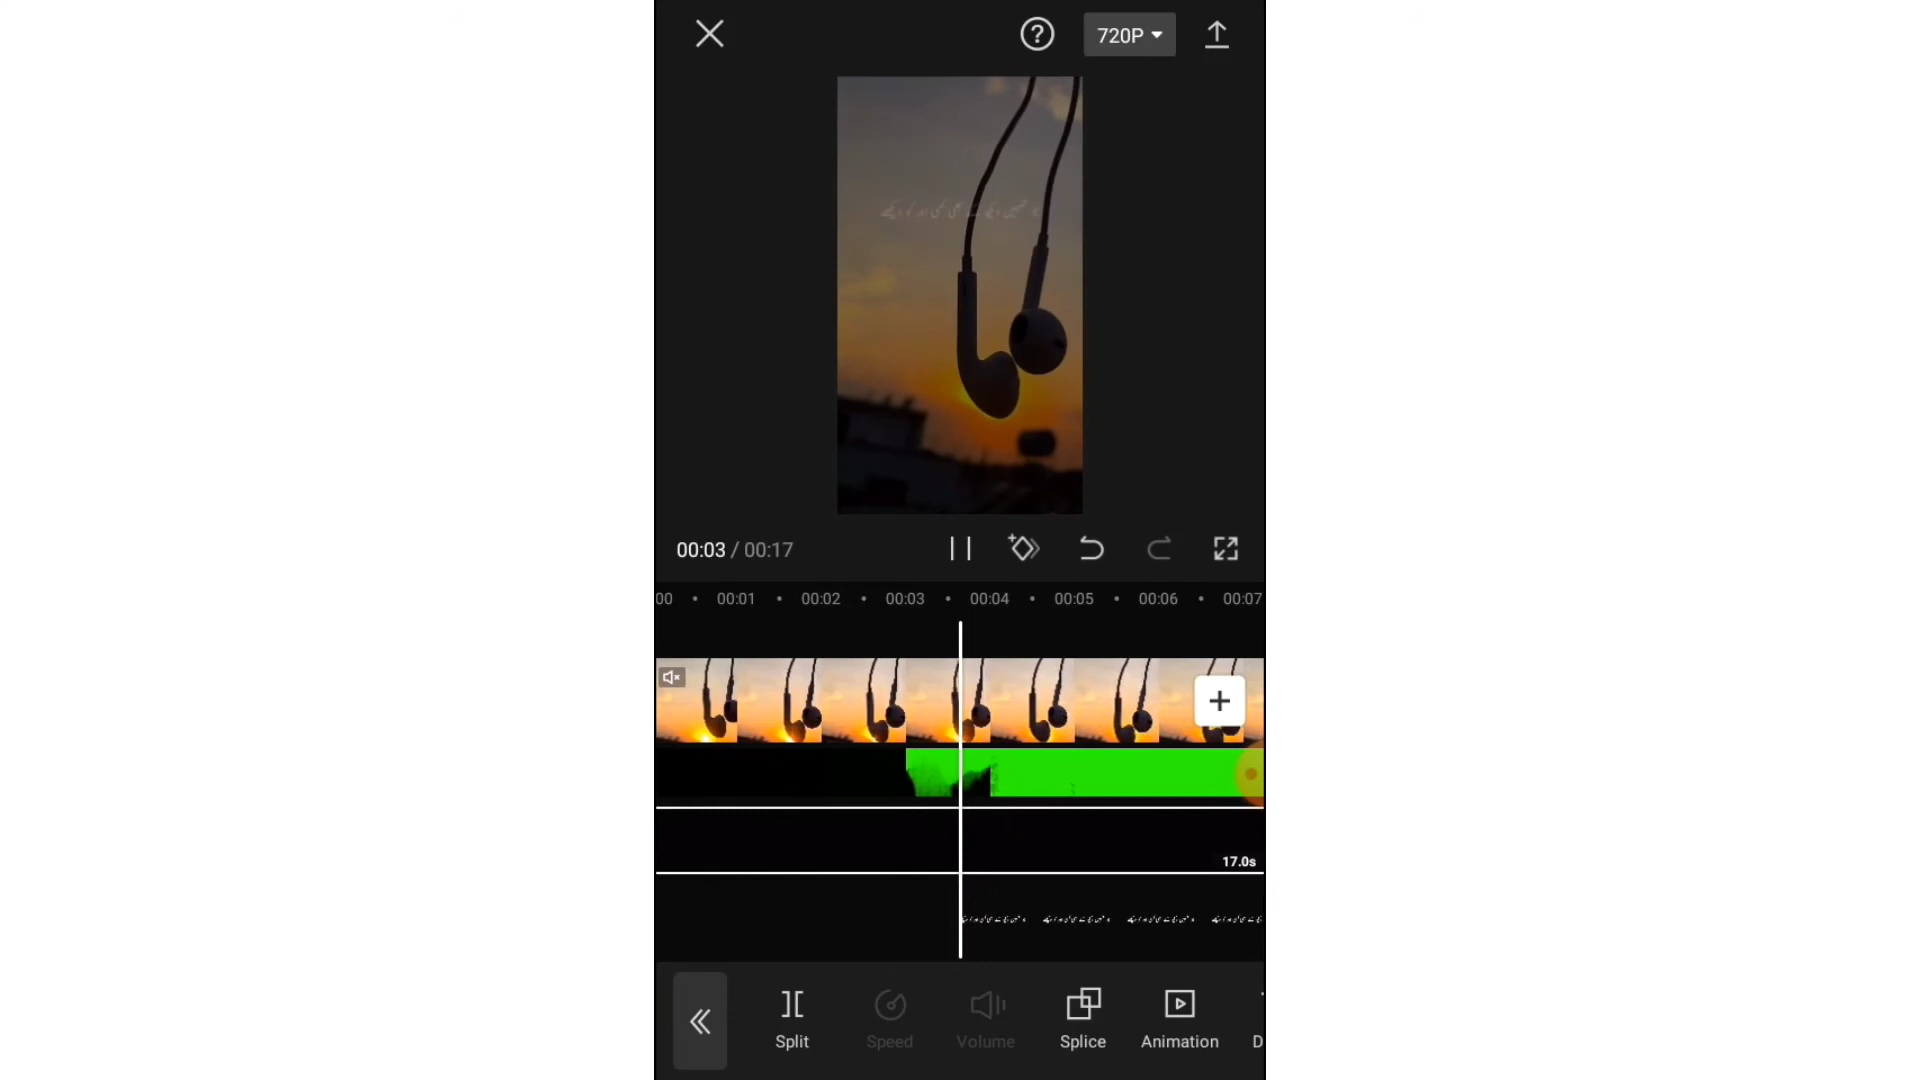 ?
720P
00:03 / 00:17
00 • 00:01 • 00:02 • 00:03 • 00:04 • 00:05 • 00:06 • 00:07
+
17.0s
Split Speed Volume Splice Animation D